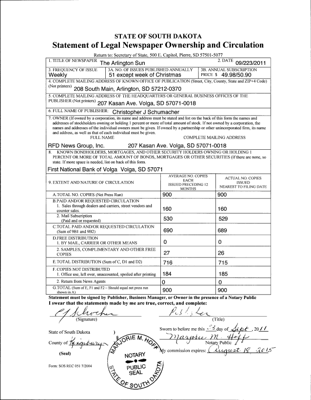 STATE OF SOUTH DAKOTA
Statement of Legal Newspaper Ownership and Circulation
Return to: Secretary of State, 500 E. Capitol, Pierre, SD 57501-5077
1. TITLE OF NEWSPAPER The Arlington Sun 2. DATE 09/23/2011
3. FREQUENCY OF ISSUE Weekly
3A. NO. OF ISSUES PUBLISHED ANNUALLY 51 except week of Christmas
3B. ANNUAL SUBSCRIPTION PRICE $ 49.98/50.90
4. COMPLETE MAILING ADDRESS OF KNOWN OFFICE OF PUBLICATION (Street, City, County, State and ZIP+4 Code)
(Not printers) 208 South Main, Arlington, SD 57212-0370
5. COMPLETE MAILING ADDRESS OF THE HEADQUARTERS OR GENERAL BUSINESS OFFICES OF THE
PUBLISHER (Not printer) 207 Kasan Ave. Volga, SD 57071-0018
6. FULL NAME OF PUBLISHER: Christopher J Schumacher
7. OWNER (If owned by a corporation, its name and address must be stated and also the names and
addresses of stockholders owning or holding 1 percent or more of total amount of stock. If not owned by a corporation, the
names and addresses of the individual owners must be given. If owned by a partnership or other unincorporated firm, its name
and address, as well as that of each individual must be given.
FULL NAME COMPLETE MAILING ADDRESS
RFD News Group, Inc. 207 Kasan Ave. Volga, SD 57071-0018
8. KNOWN BONDHOLDERS, MORTGAGES, AND OTHER SECURITY HOLDERS OWNING OR HOLDING 1
PERCENT OR MORE OF TOTAL AMOUNT OF BONDS, MORTGAGES OR OTHER SECURITIES (If there are none, so
state. If more space is needed, list on back of this form.
First National Bank of Volga Volga, SD 57071
9. EXTENT AND NATURE OF CIRCULATION
AVERAGE NO. COPIES EACH ISSUED PRECEDING 12 MONTHS
ACTUAL NO. COPIES ISSUED NEAREST TO FILING DATE
A. TOTAL NO. COPIES (Net Press Run) 900 900
B. PAID AND/OR REQUESTED CIRCULATION
1. Sales through dealers and carriers, street vendors and
counter sales. 160 160
2. Mail Subscription
(Paid and or requested) 530 529
C. TOTAL PAID AND/OR REQUESTED CIRCULATION
(Sum of 9B1 and 9B2) 690 689
D. FREE DISTRIBUTION
1. BY MAIL, CARRIER OR OTHER MEANS 0 0
2. SAMPLES, COMPLIMENTARY AND OTHER FREE
COPIES 27 26
E. TOTAL DISTRIBUTION (Sum of C, D1 and D2) 716 715
F. COPIES NOT DISTRIBUTED
1. Office use, left over, unaccounted, spoiled after printing 184 185
2. Return from News Agents 0 0
G. TOTAL (Sum of E, F1 and F2 - Should equal net press run
shown in A) 900 900
Statement must be signed by Publisher, Business Manager, or Owner in the presence of a Notary Public
I swear that the statements made by me are true, correct, and complete:
Publisher
(Signature) (Title)
State of South Dakota
County of Kingsbury
(Seal)
Sworn to before me this day of Sept, 2011
Marjorie M. Hoff
Notary Public
My commission expires: August 18 2015
MARJORIE M. HOFF
NOTARY
PUBLIC
SEAL
STATE OF SOUTH DAKOTA